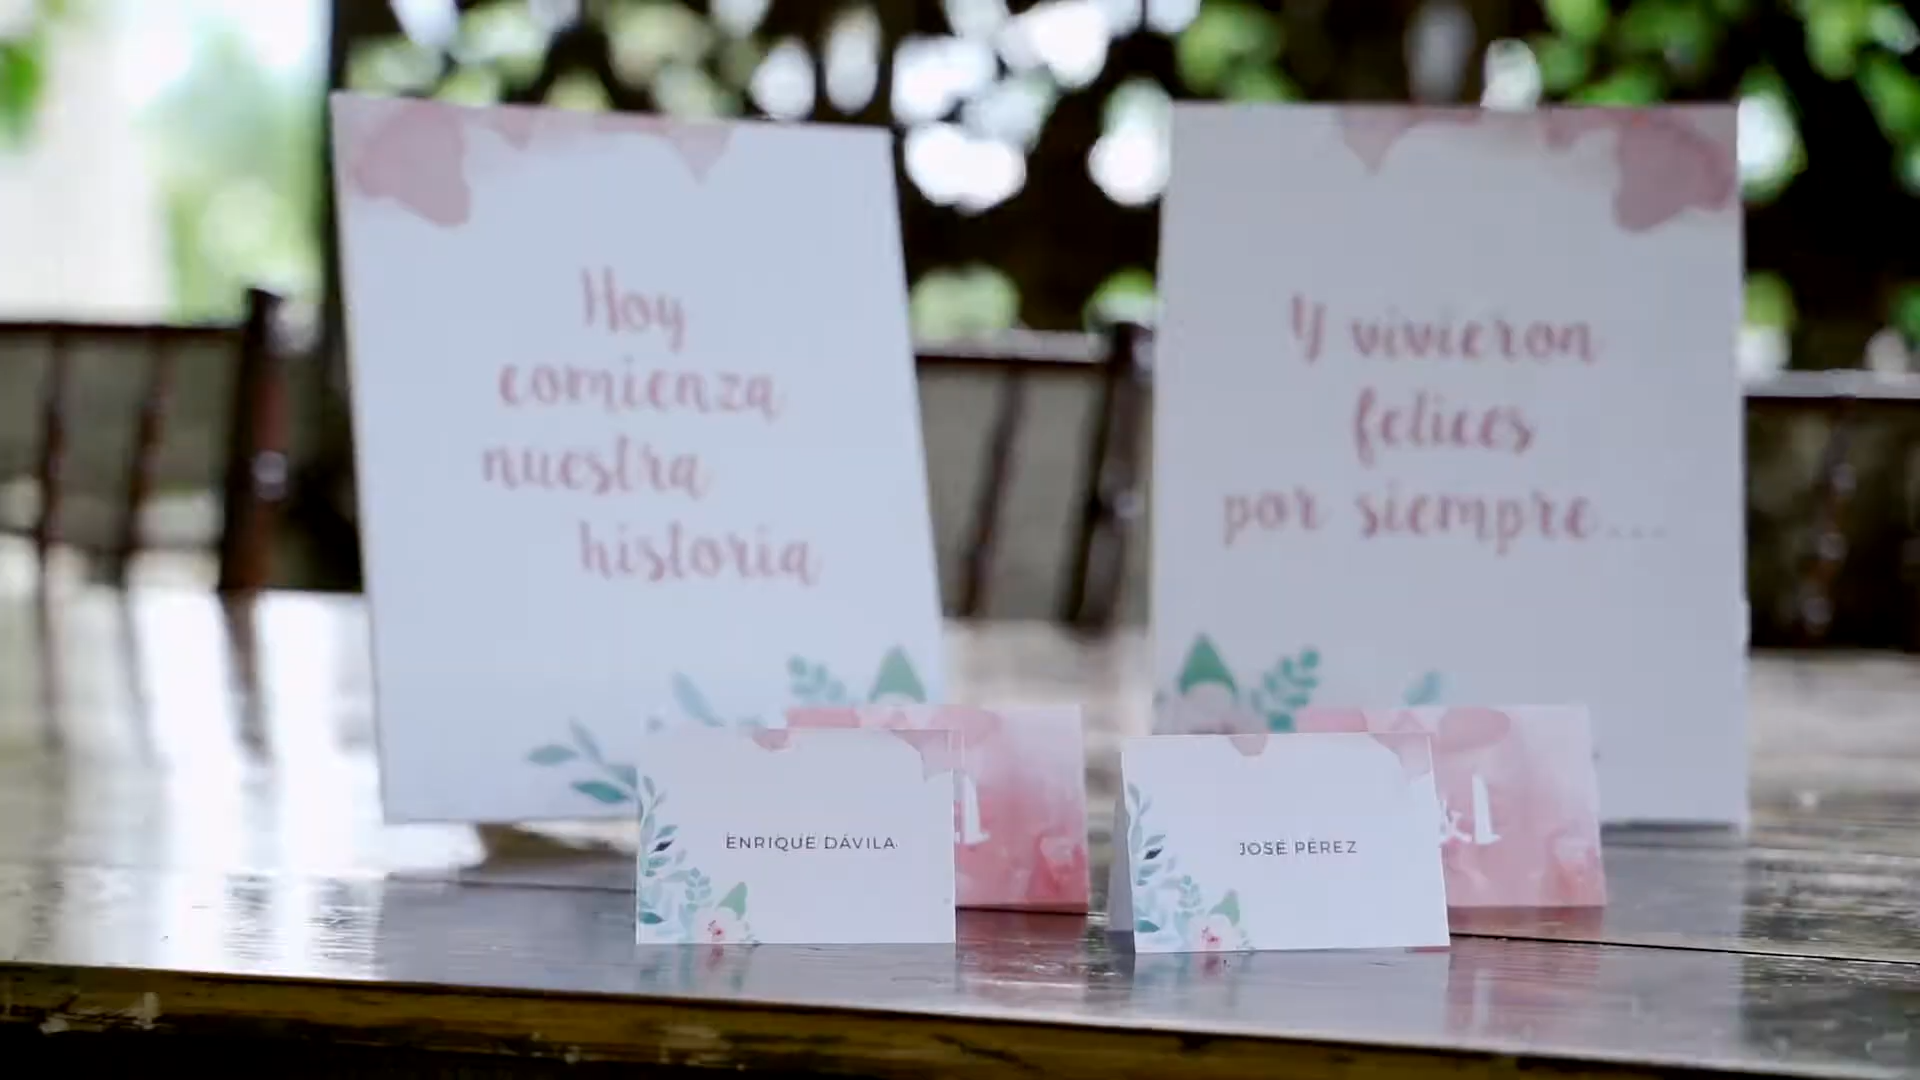 Hoy
comienza
nuestra
historia
Y vivieron
felices
por siempre...
ENRIQUE DÁVILA
JOSÉ PÉREZ